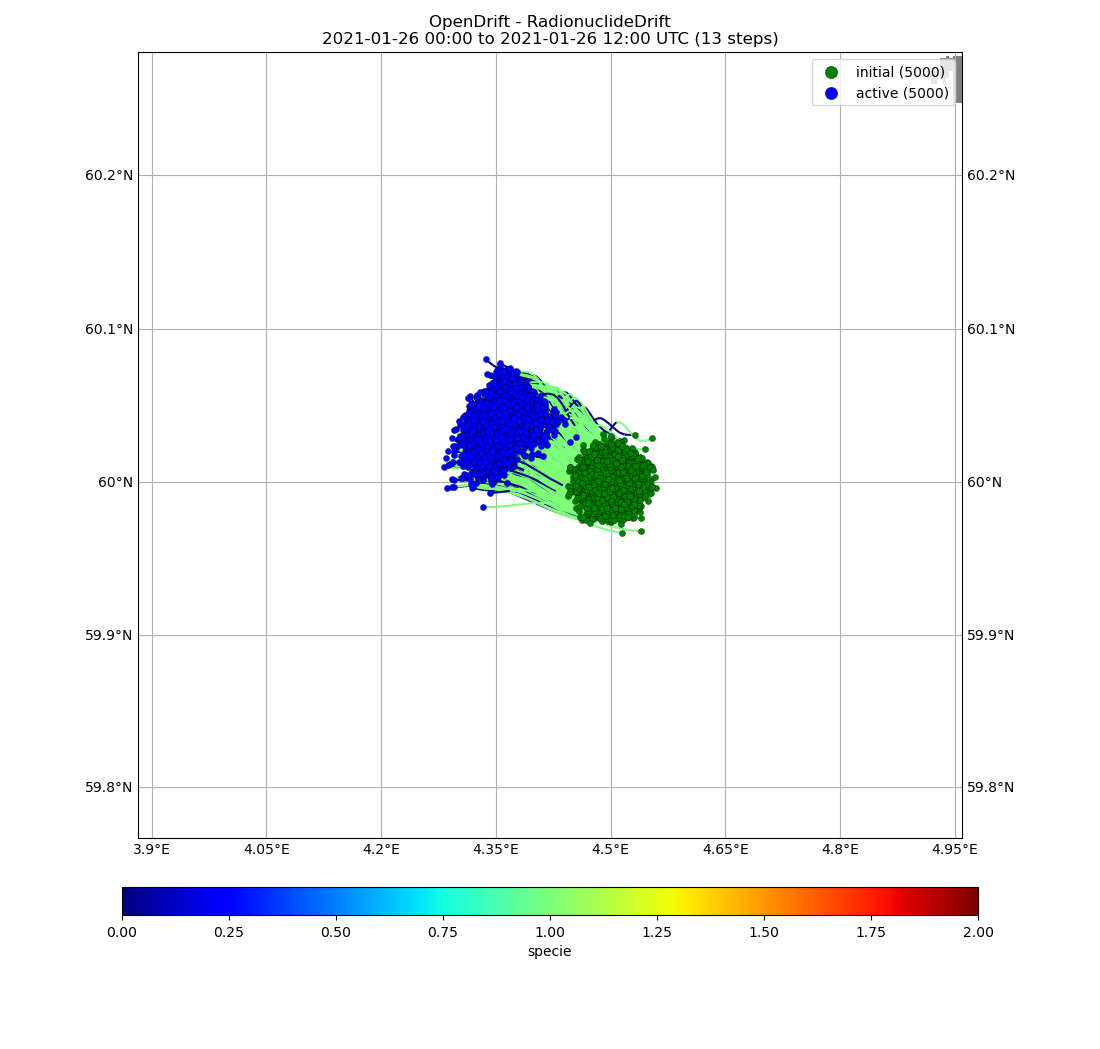 OpenDrift - RadionuclideDrift
2021-01-26 00:00 to 2021-01-26 12:00 UTC (13 steps)
initial (5000)
active (5000)
60.2°N 60.2°N
60.1°N 60.1°N
60°N 60°N
59.9°N 59.9°N
59.8°N 59.8°N
3.9°E 4.05°E 4.2°E 4.35°E 4.5°E 4.65°E 4.8°E 4.95°E
0.00 0.25 0.50 0.75 1.00 1.25 1.50 1.75 2.00
specie